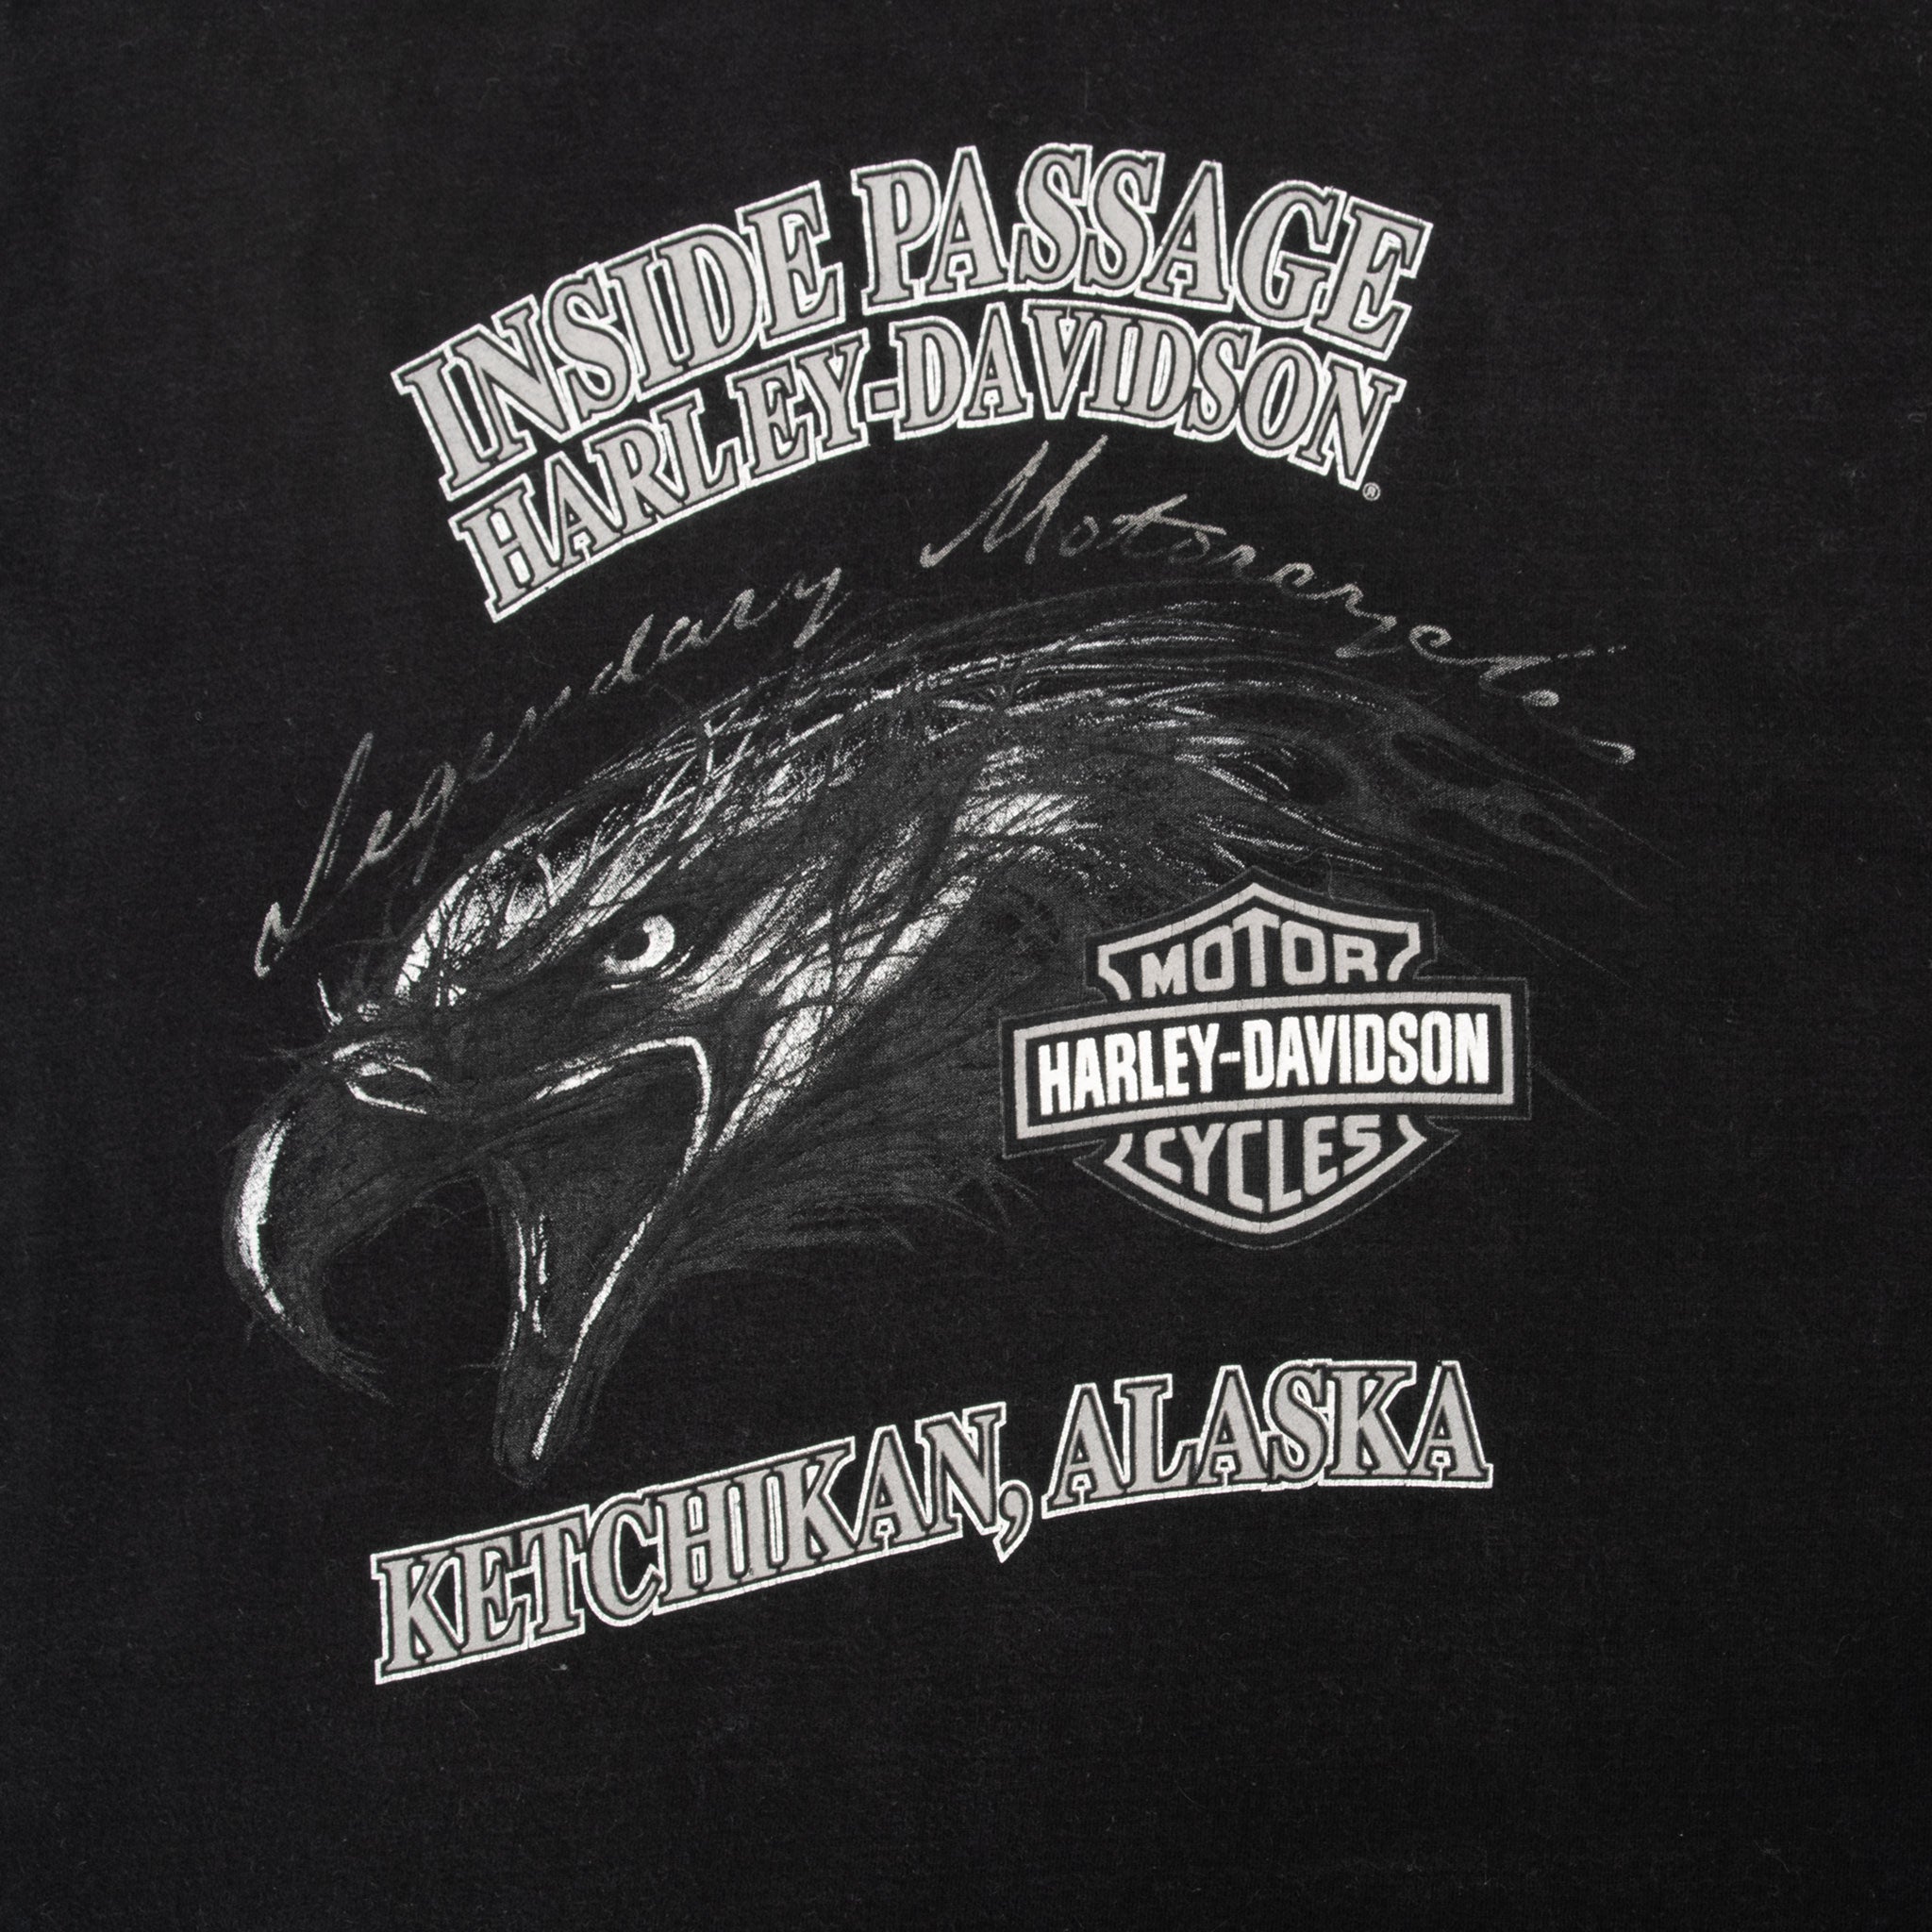 INSIDE PASSAGE
HARLEY-DAVIDSON®
Legendary Motorcycles
MOTOR
HARLEY-DAVIDSON
CYCLES
KETCHIKAN, ALASKA